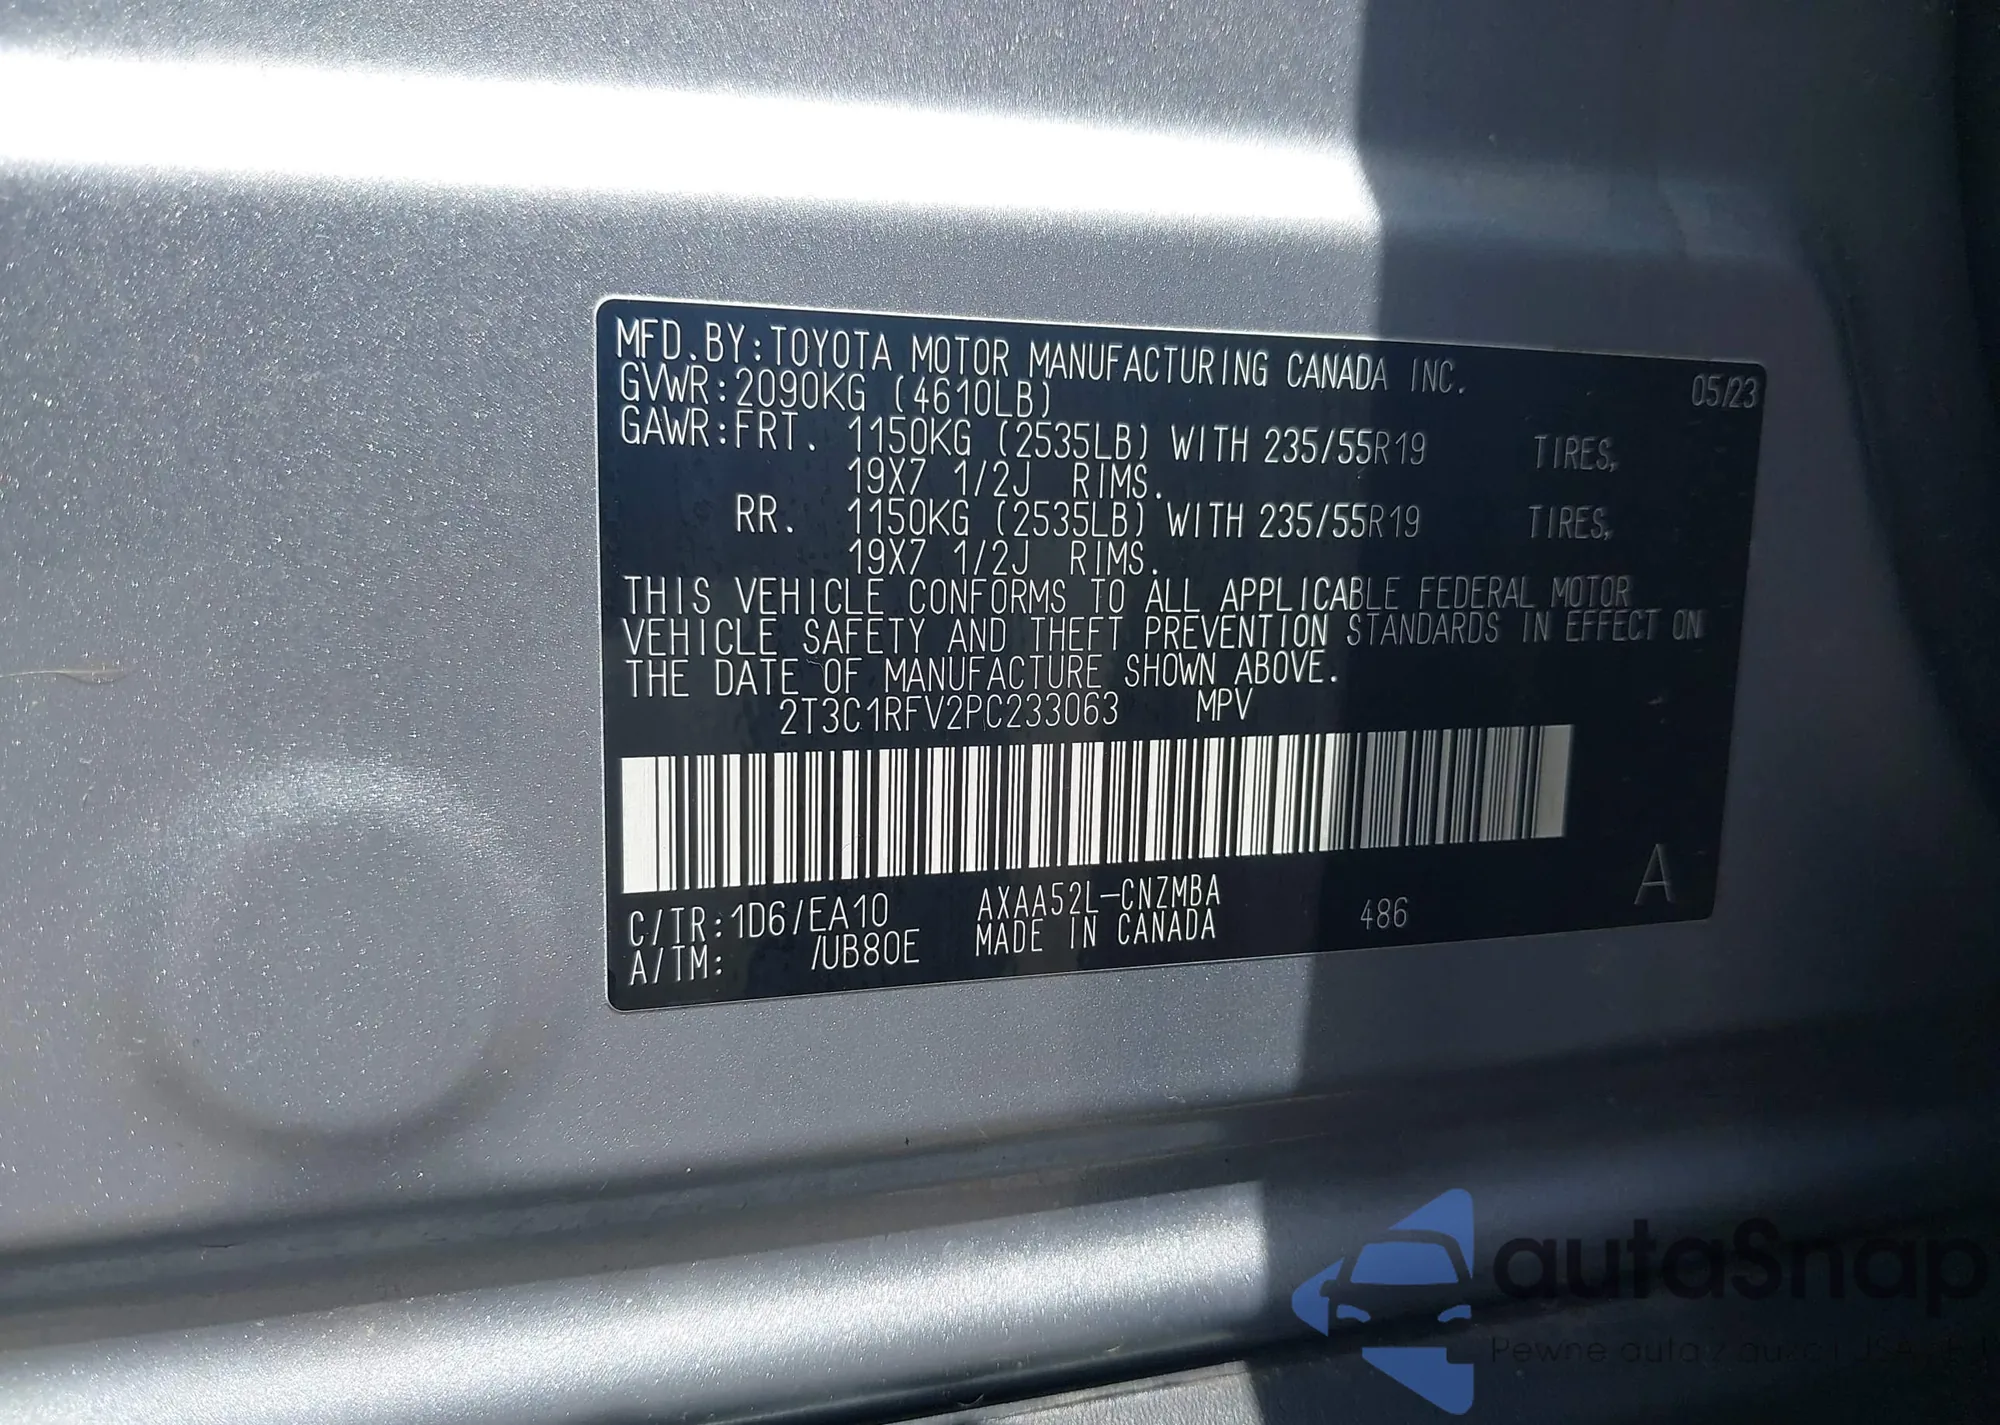 MFD.BY:TOYOTA MOTOR MANUFACTURING CANADA INC. 05/23
GVWR:2090KG (4610LB)
GAWR:FRT. 1150KG (2535LB) WITH 235/55R19 TIRES,
19X7 1/2J RIMS.
RR. 1150KG (2535LB) WITH 235/55R19 TIRES,
19X7 1/2J RIMS.
THIS VEHICLE CONFORMS TO ALL APPLICABLE FEDERAL MOTOR
VEHICLE SAFETY AND THEFT PREVENTION STANDARDS IN EFFECT ON
THE DATE OF MANUFACTURE SHOWN ABOVE.
2T3C1RFV2PC233063 MPV
A
C/TR:1D6/EA10 AXAA52L-CNZMBA 486
A/TM: /UB80E MADE IN CANADA
autaSnap
Pewne auta z